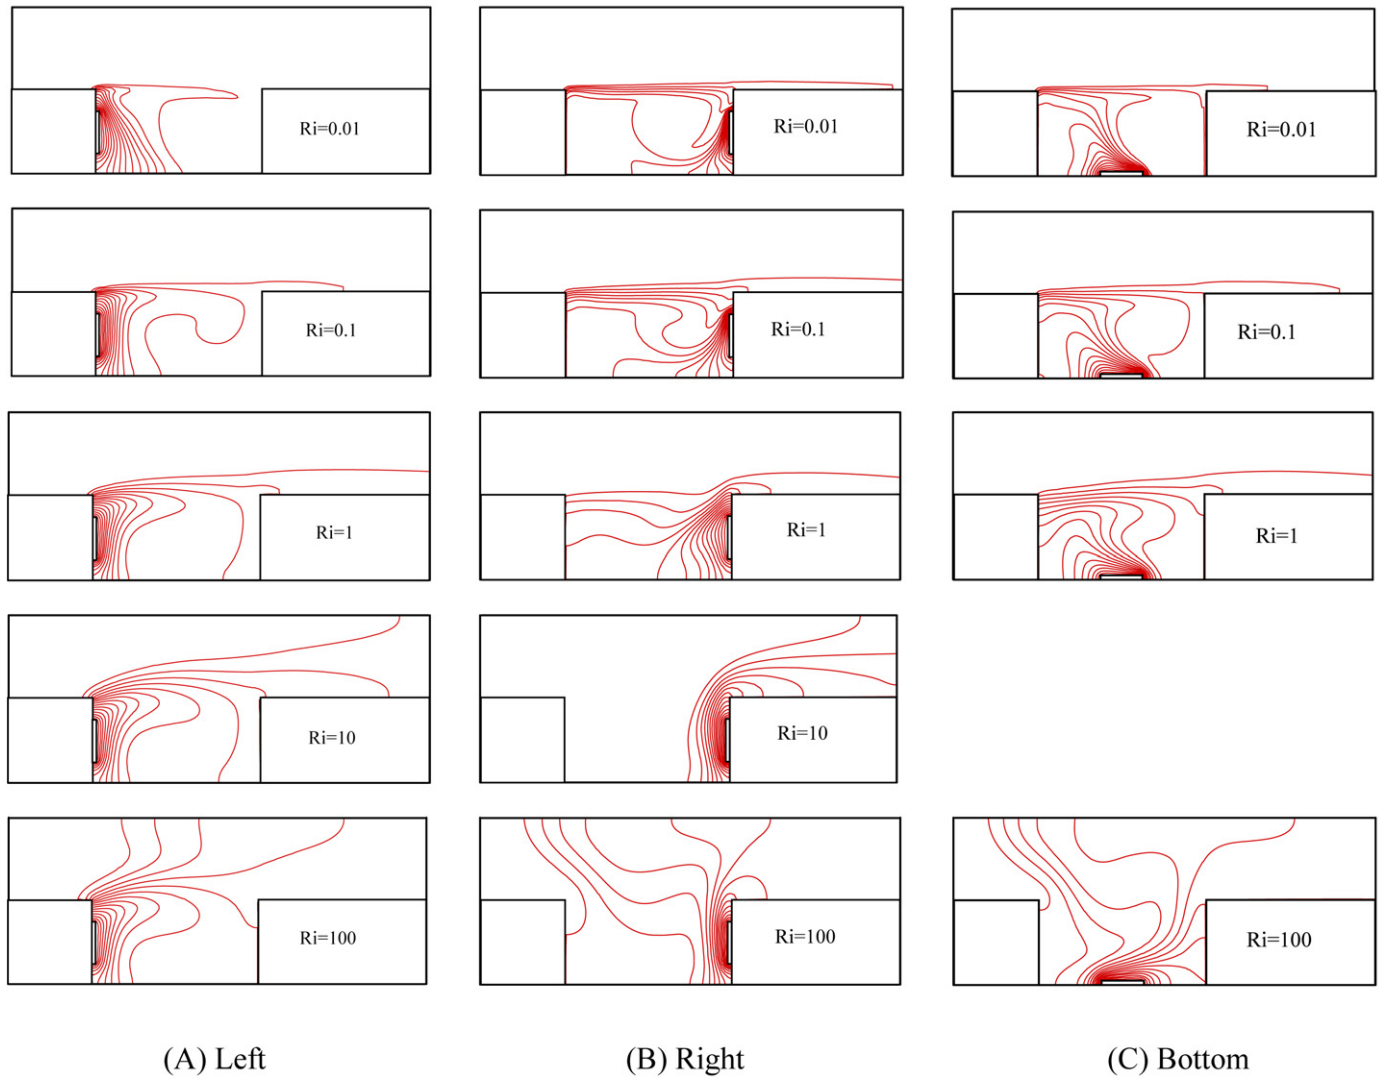 Ri=0.01 Ri=0.01 Ri=0.01
Ri=0.1 Ri=0.1 Ri=0.1
Ri=1 Ri=1 Ri=1
Ri=10 Ri=10
Ri=100 Ri=100 Ri=100
(A) Left (B) Right (C) Bottom